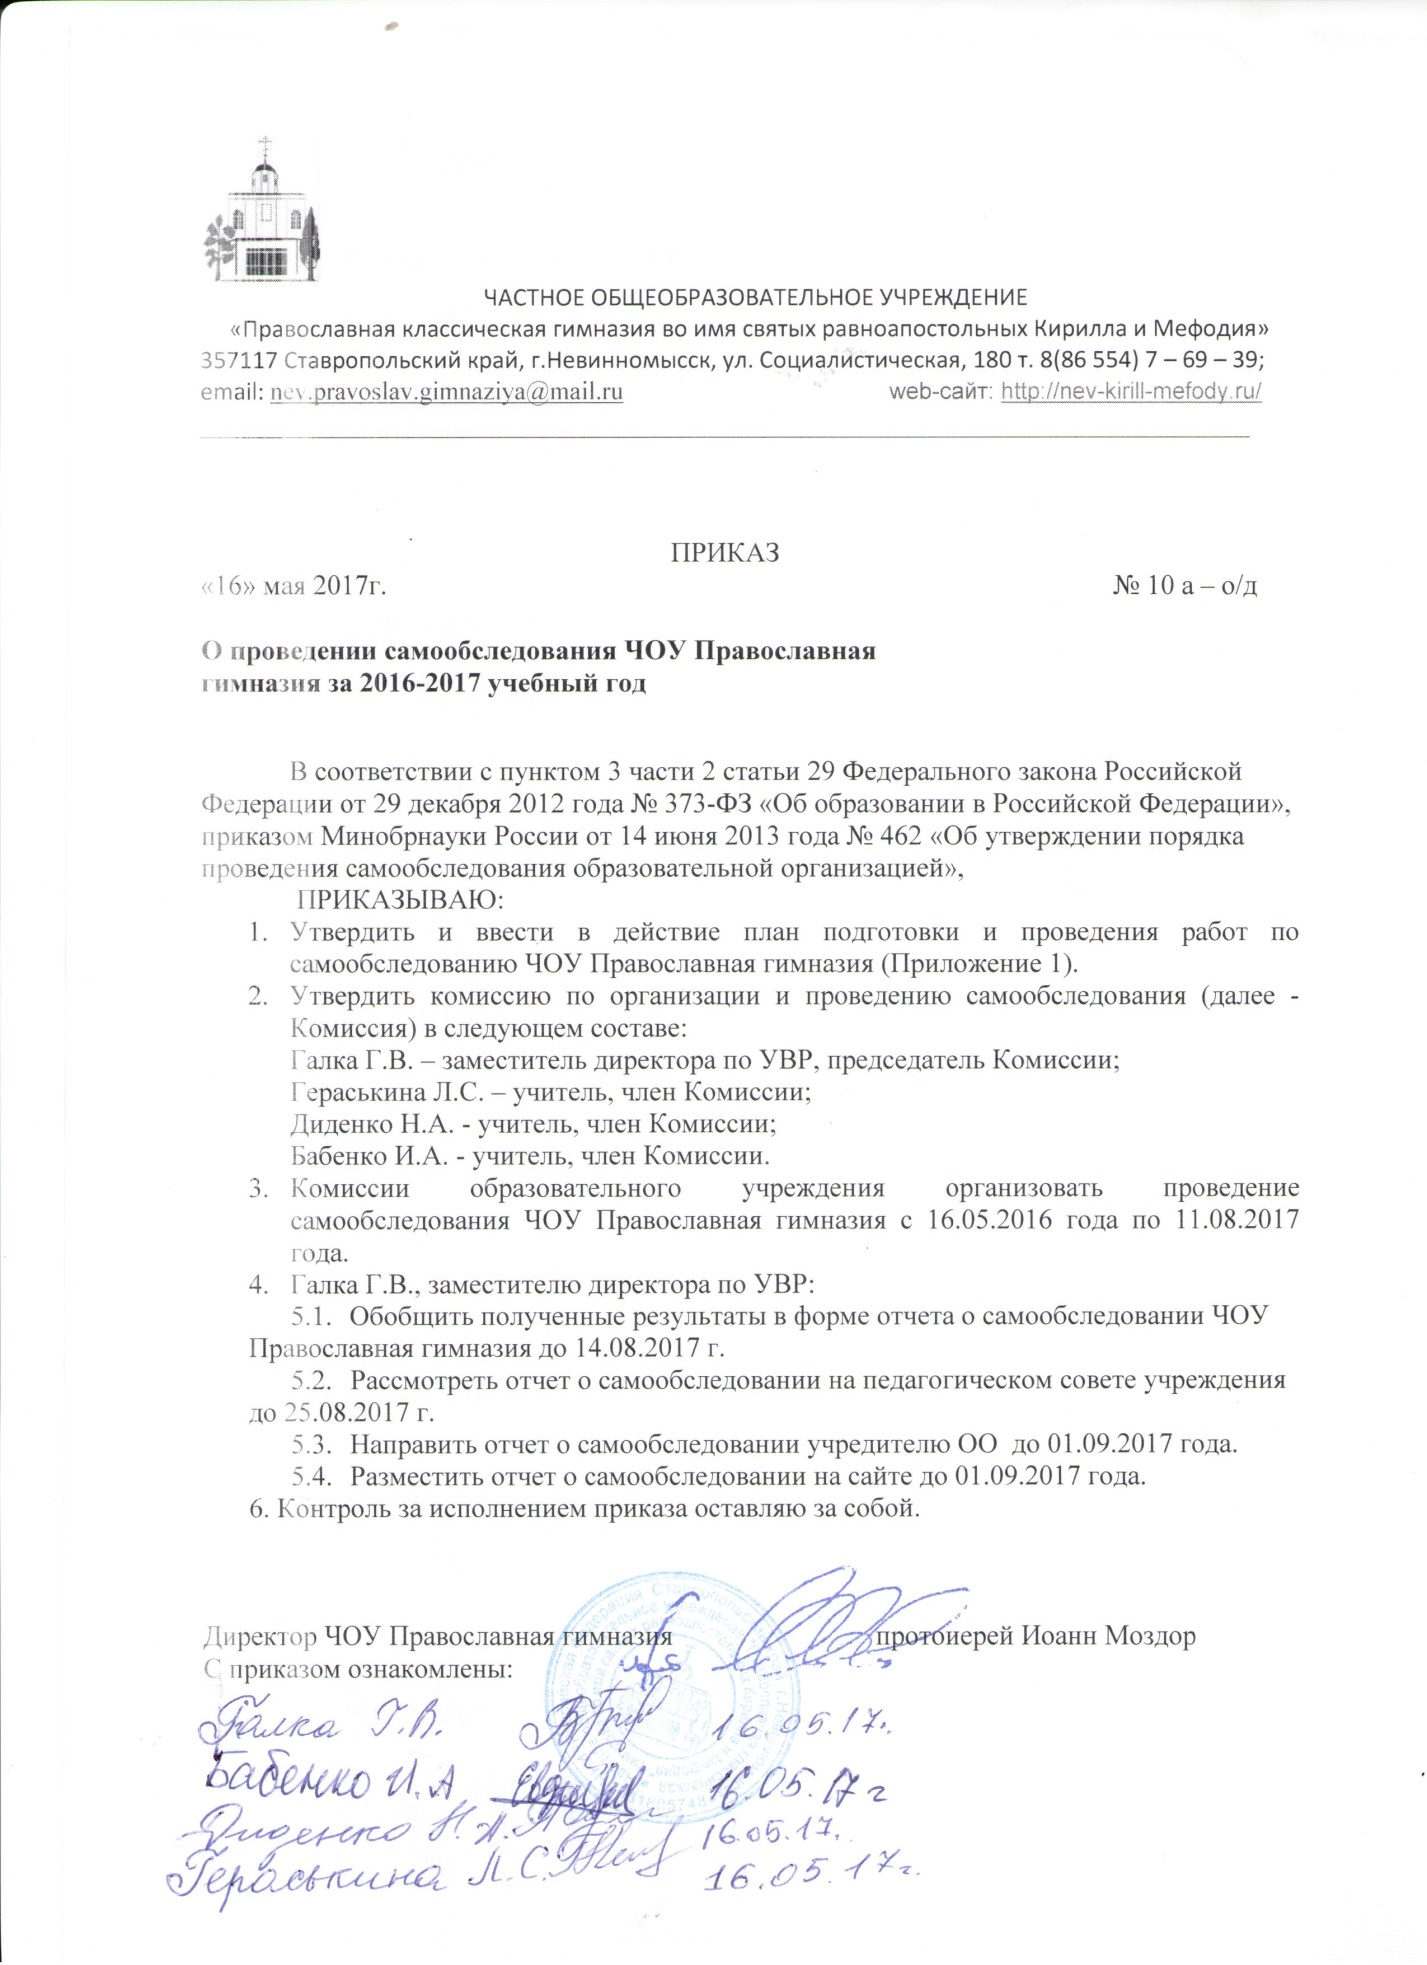 ЧАСТНОЕ ОБЩЕОБРАЗОВАТЕЛЬНОЕ УЧРЕЖДЕНИЕ
«Православная классическая гимназия во имя святых равноапостольных Кирилла и Мефодия»
357117 Ставропольский край, г.Невинномысск, ул. Социалистическая, 180 т. 8(86 554) 7 – 69 – 39;
email: nev.pravoslav.gimnaziya@mail.ru web-сайт: http://nev-kirill-mefody.ru/
ПРИКАЗ
«16» мая 2017г. № 10 а – о/д
О проведении самообследования ЧОУ Православная
гимназия за 2016-2017 учебный год
В соответствии с пунктом 3 части 2 статьи 29 Федерального закона Российской
Федерации от 29 декабря 2012 года № 373-ФЗ «Об образовании в Российской Федерации»,
приказом Минобрнауки России от 14 июня 2013 года № 462 «Об утверждении порядка
проведения самообследования образовательной организацией»,
ПРИКАЗЫВАЮ:
1. Утвердить и ввести в действие план подготовки и проведения работ по
самообследованию ЧОУ Православная гимназия (Приложение 1).
2. Утвердить комиссию по организации и проведению самообследования (далее -
Комиссия) в следующем составе:
Галка Г.В. – заместитель директора по УВР, председатель Комиссии;
Гераськина Л.С. – учитель, член Комиссии;
Диденко Н.А. - учитель, член Комиссии;
Бабенко И.А. - учитель, член Комиссии.
3. Комиссии образовательного учреждения организовать проведение
самообследования ЧОУ Православная гимназия с 16.05.2016 года по 11.08.2017
года.
4. Галка Г.В., заместителю директора по УВР:
5.1. Обобщить полученные результаты в форме отчета о самообследовании ЧОУ
Православная гимназия до 14.08.2017 г.
5.2. Рассмотреть отчет о самообследовании на педагогическом совете учреждения
до 25.08.2017 г.
5.3. Направить отчет о самообследовании учредителю ОО до 01.09.2017 года.
5.4. Разместить отчет о самообследовании на сайте до 01.09.2017 года.
6. Контроль за исполнением приказа оставляю за собой.
Директор ЧОУ Православная гимназия протоиерей Иоанн Моздор
С приказом ознакомлены:
Галка Г.В. 16.05.17г.
Бабенко И.А 16.05.17г
Диденко Н.А. 16.05.17.
Гераськина Л.С. 16.05.17г.